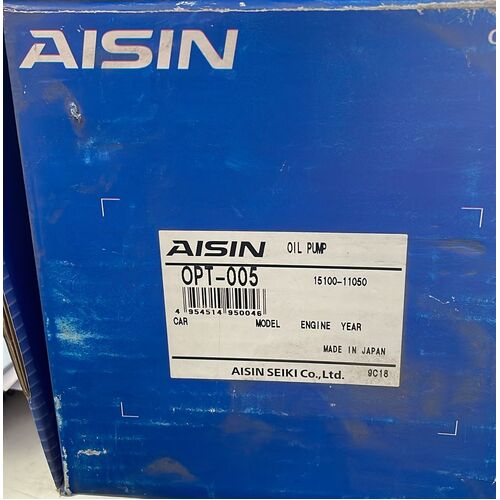 AISIN
AISIN OIL PUMP
OPT-005 15100-11050
4 954514 950046
CAR MODEL ENGINE YEAR
MADE IN JAPAN
AISIN SEIKI Co.,Ltd. 9C18